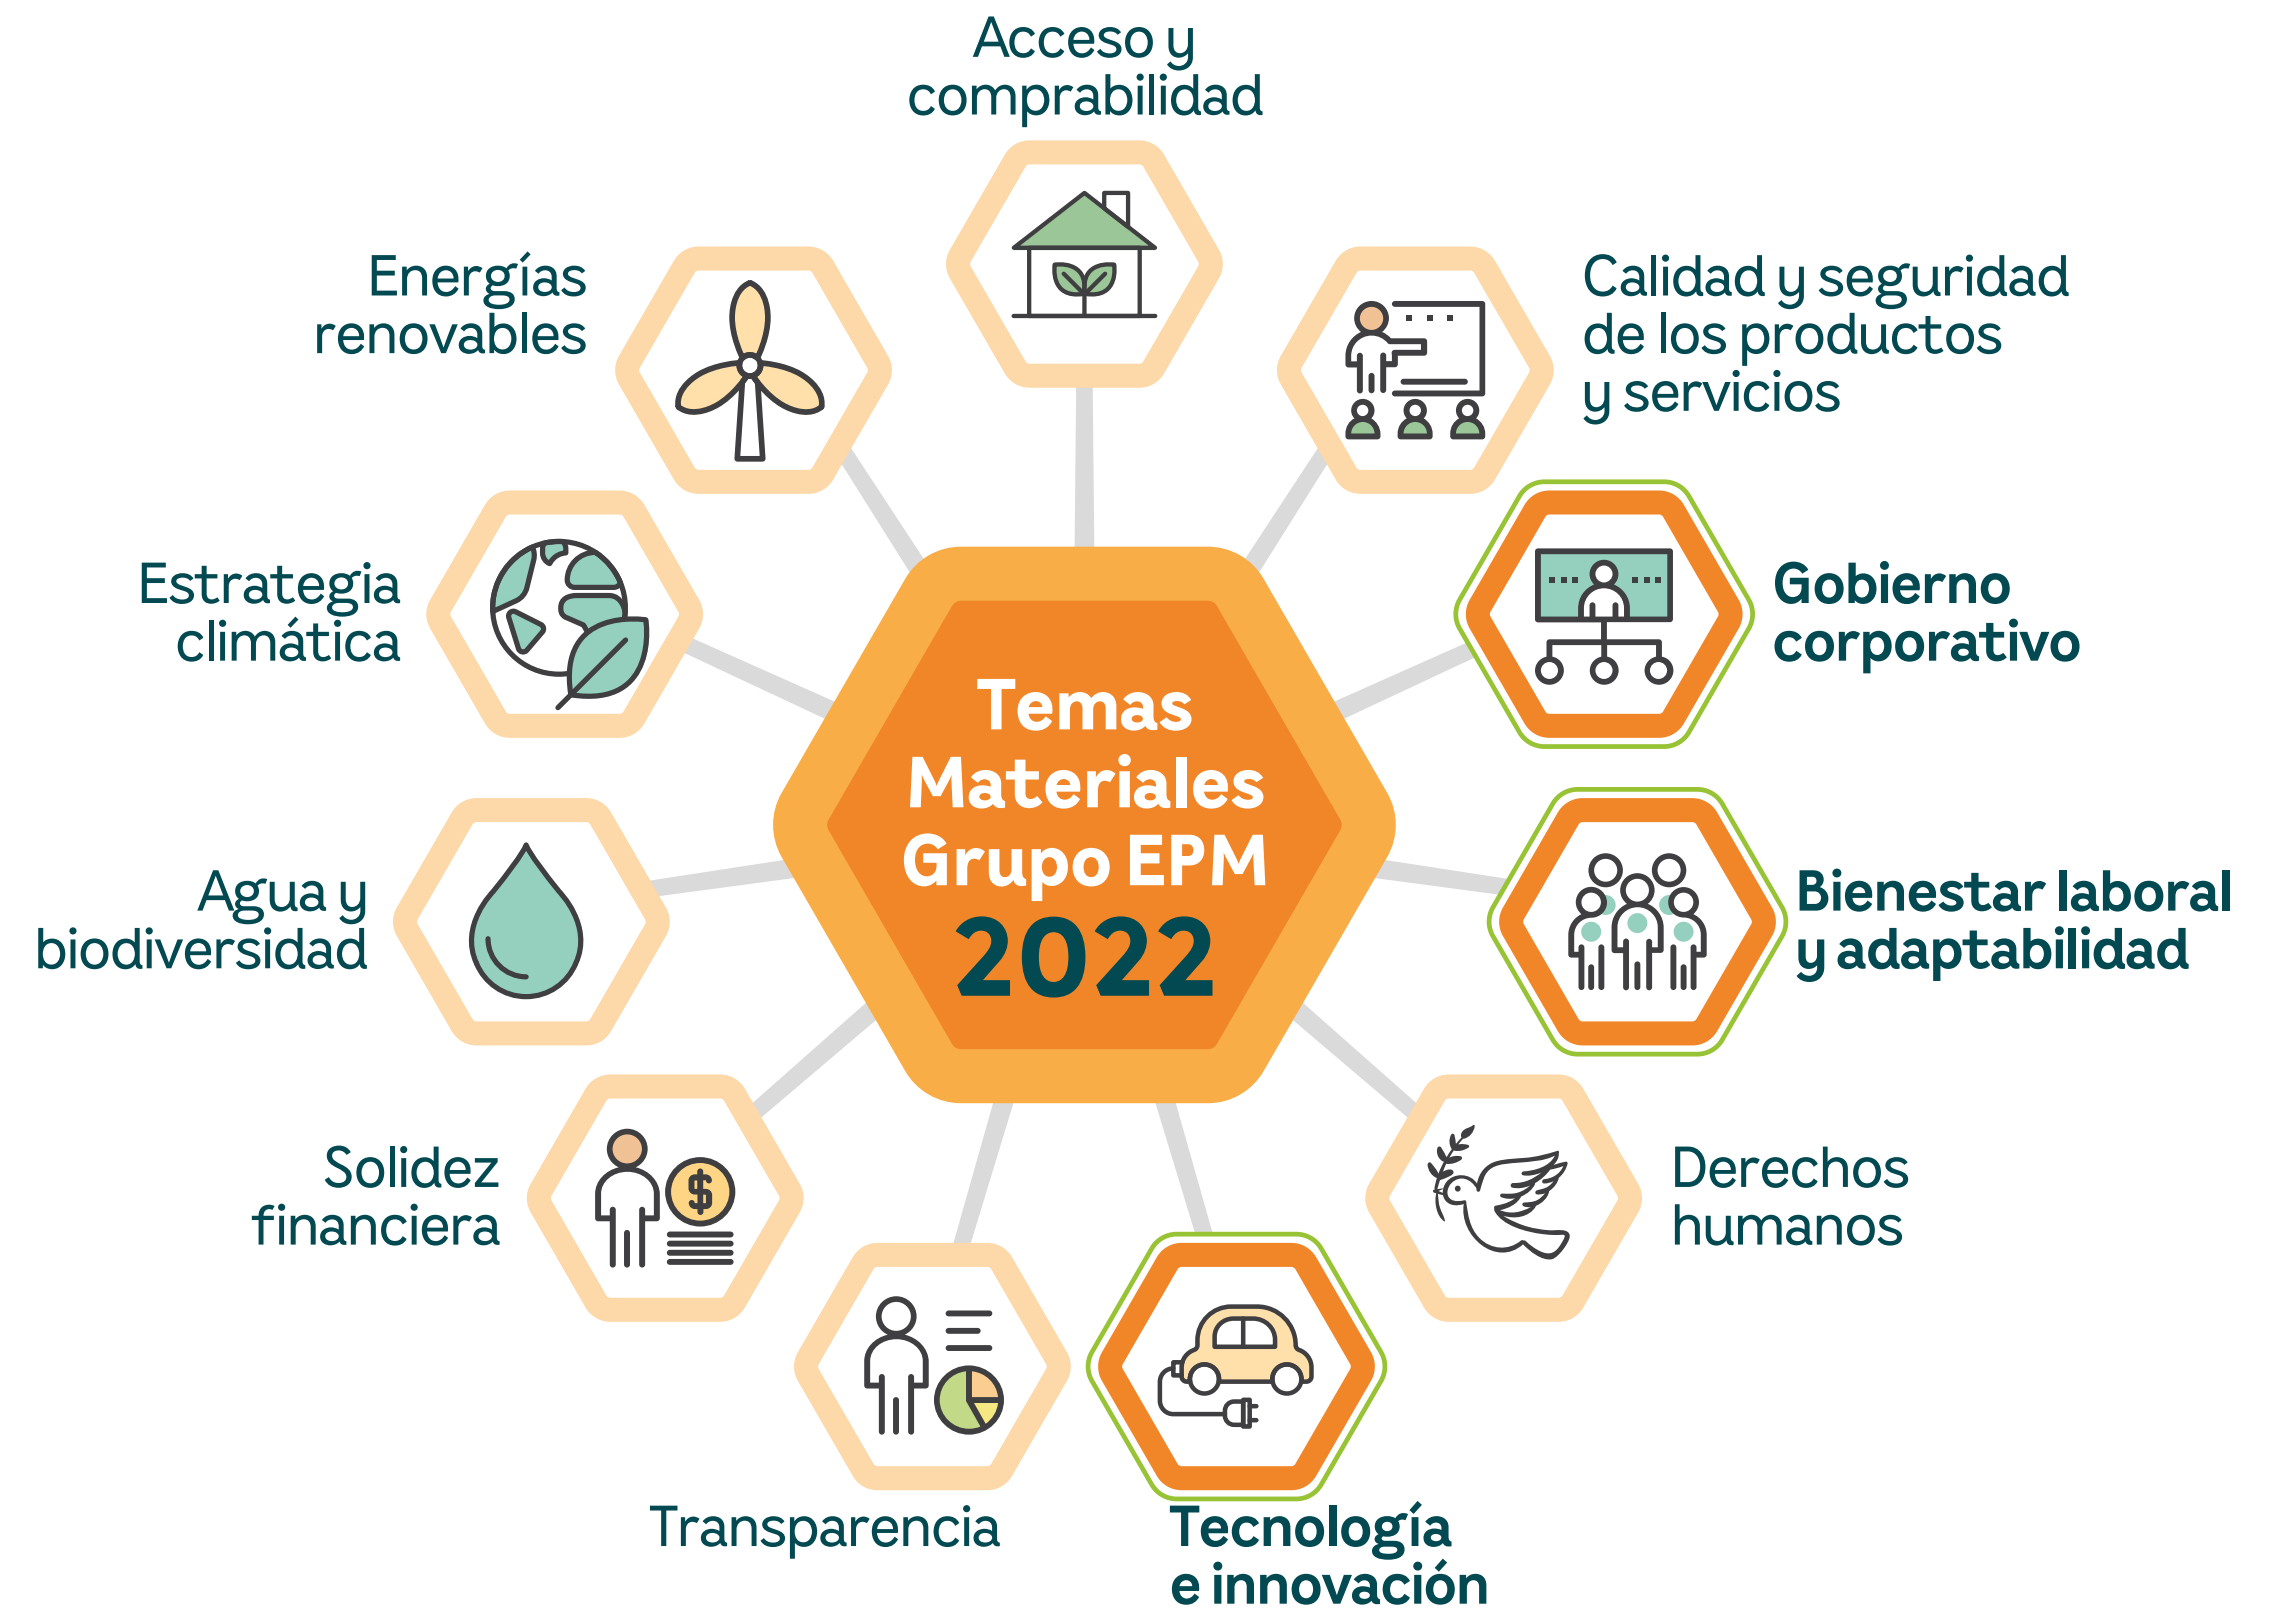 Acceso y
comprabilidad
Energías
renovables
Calidad y seguridad
de los productos
y servicios
Estrategia
climática
Gobierno
corporativo
Temas
Materiales
Grupo EPM
2022
Agua y
biodiversidad
Bienestar laboral
y adaptabilidad
Solidez
financiera
Derechos
humanos
Transparencia
Tecnología
e innovación